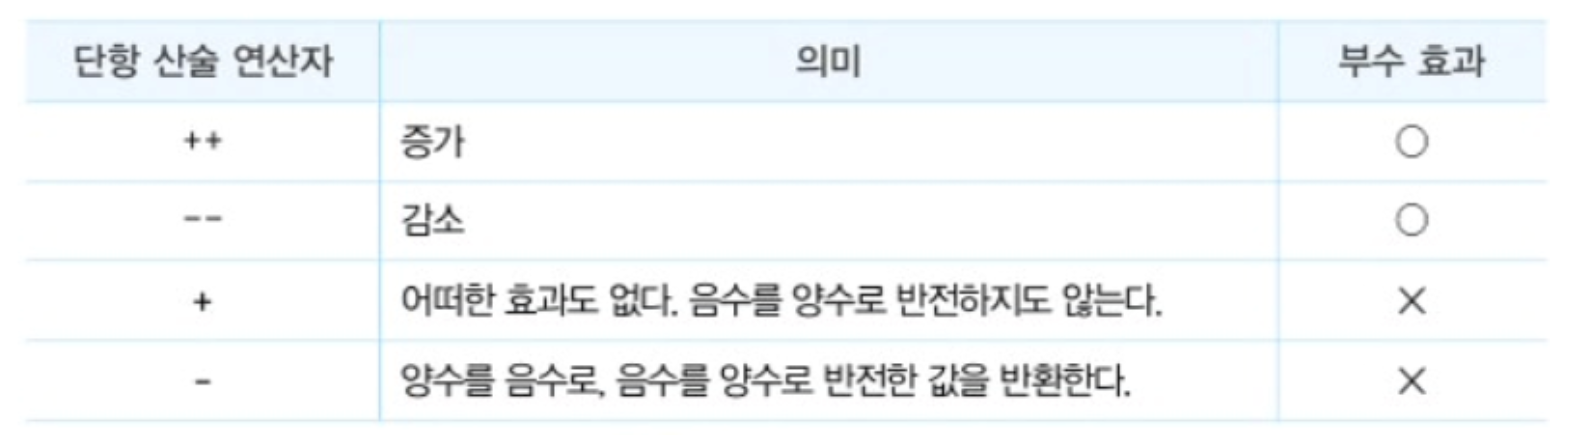 단항 산술 연산자 의미 부수 효과
++ 증가 ○
-- 감소 ○
+ 어떠한 효과도 없다. 음수를 양수로 반전하지도 않는다. ×
- 양수를 음수로, 음수를 양수로 반전한 값을 반환한다. ×